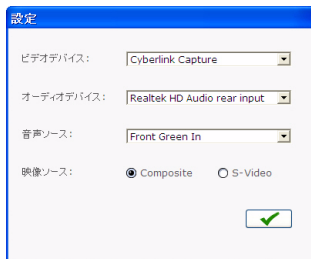 設定
ビデオデバイス: Cyberlink Capture
オーディオデバイス: Realtek HD Audio rear input
音声ソース: Front Green In
映像ソース: Composite S-Video